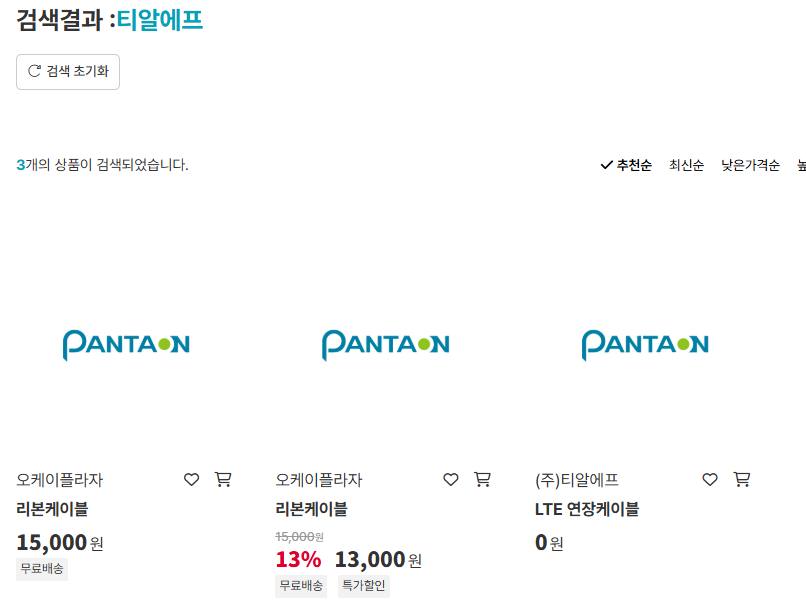 검색결과 :티알에프
검색 초기화
3개의 상품이 검색되었습니다.
추천순 최신순 낮은가격순
PANTAON PANTAON PANTAON
오케이플라자
리본케이블
15,000원
무료배송
오케이플라자
리본케이블
15,000원
13% 13,000원
무료배송 특가할인
(주)티알에프
LTE 연장케이블
0원